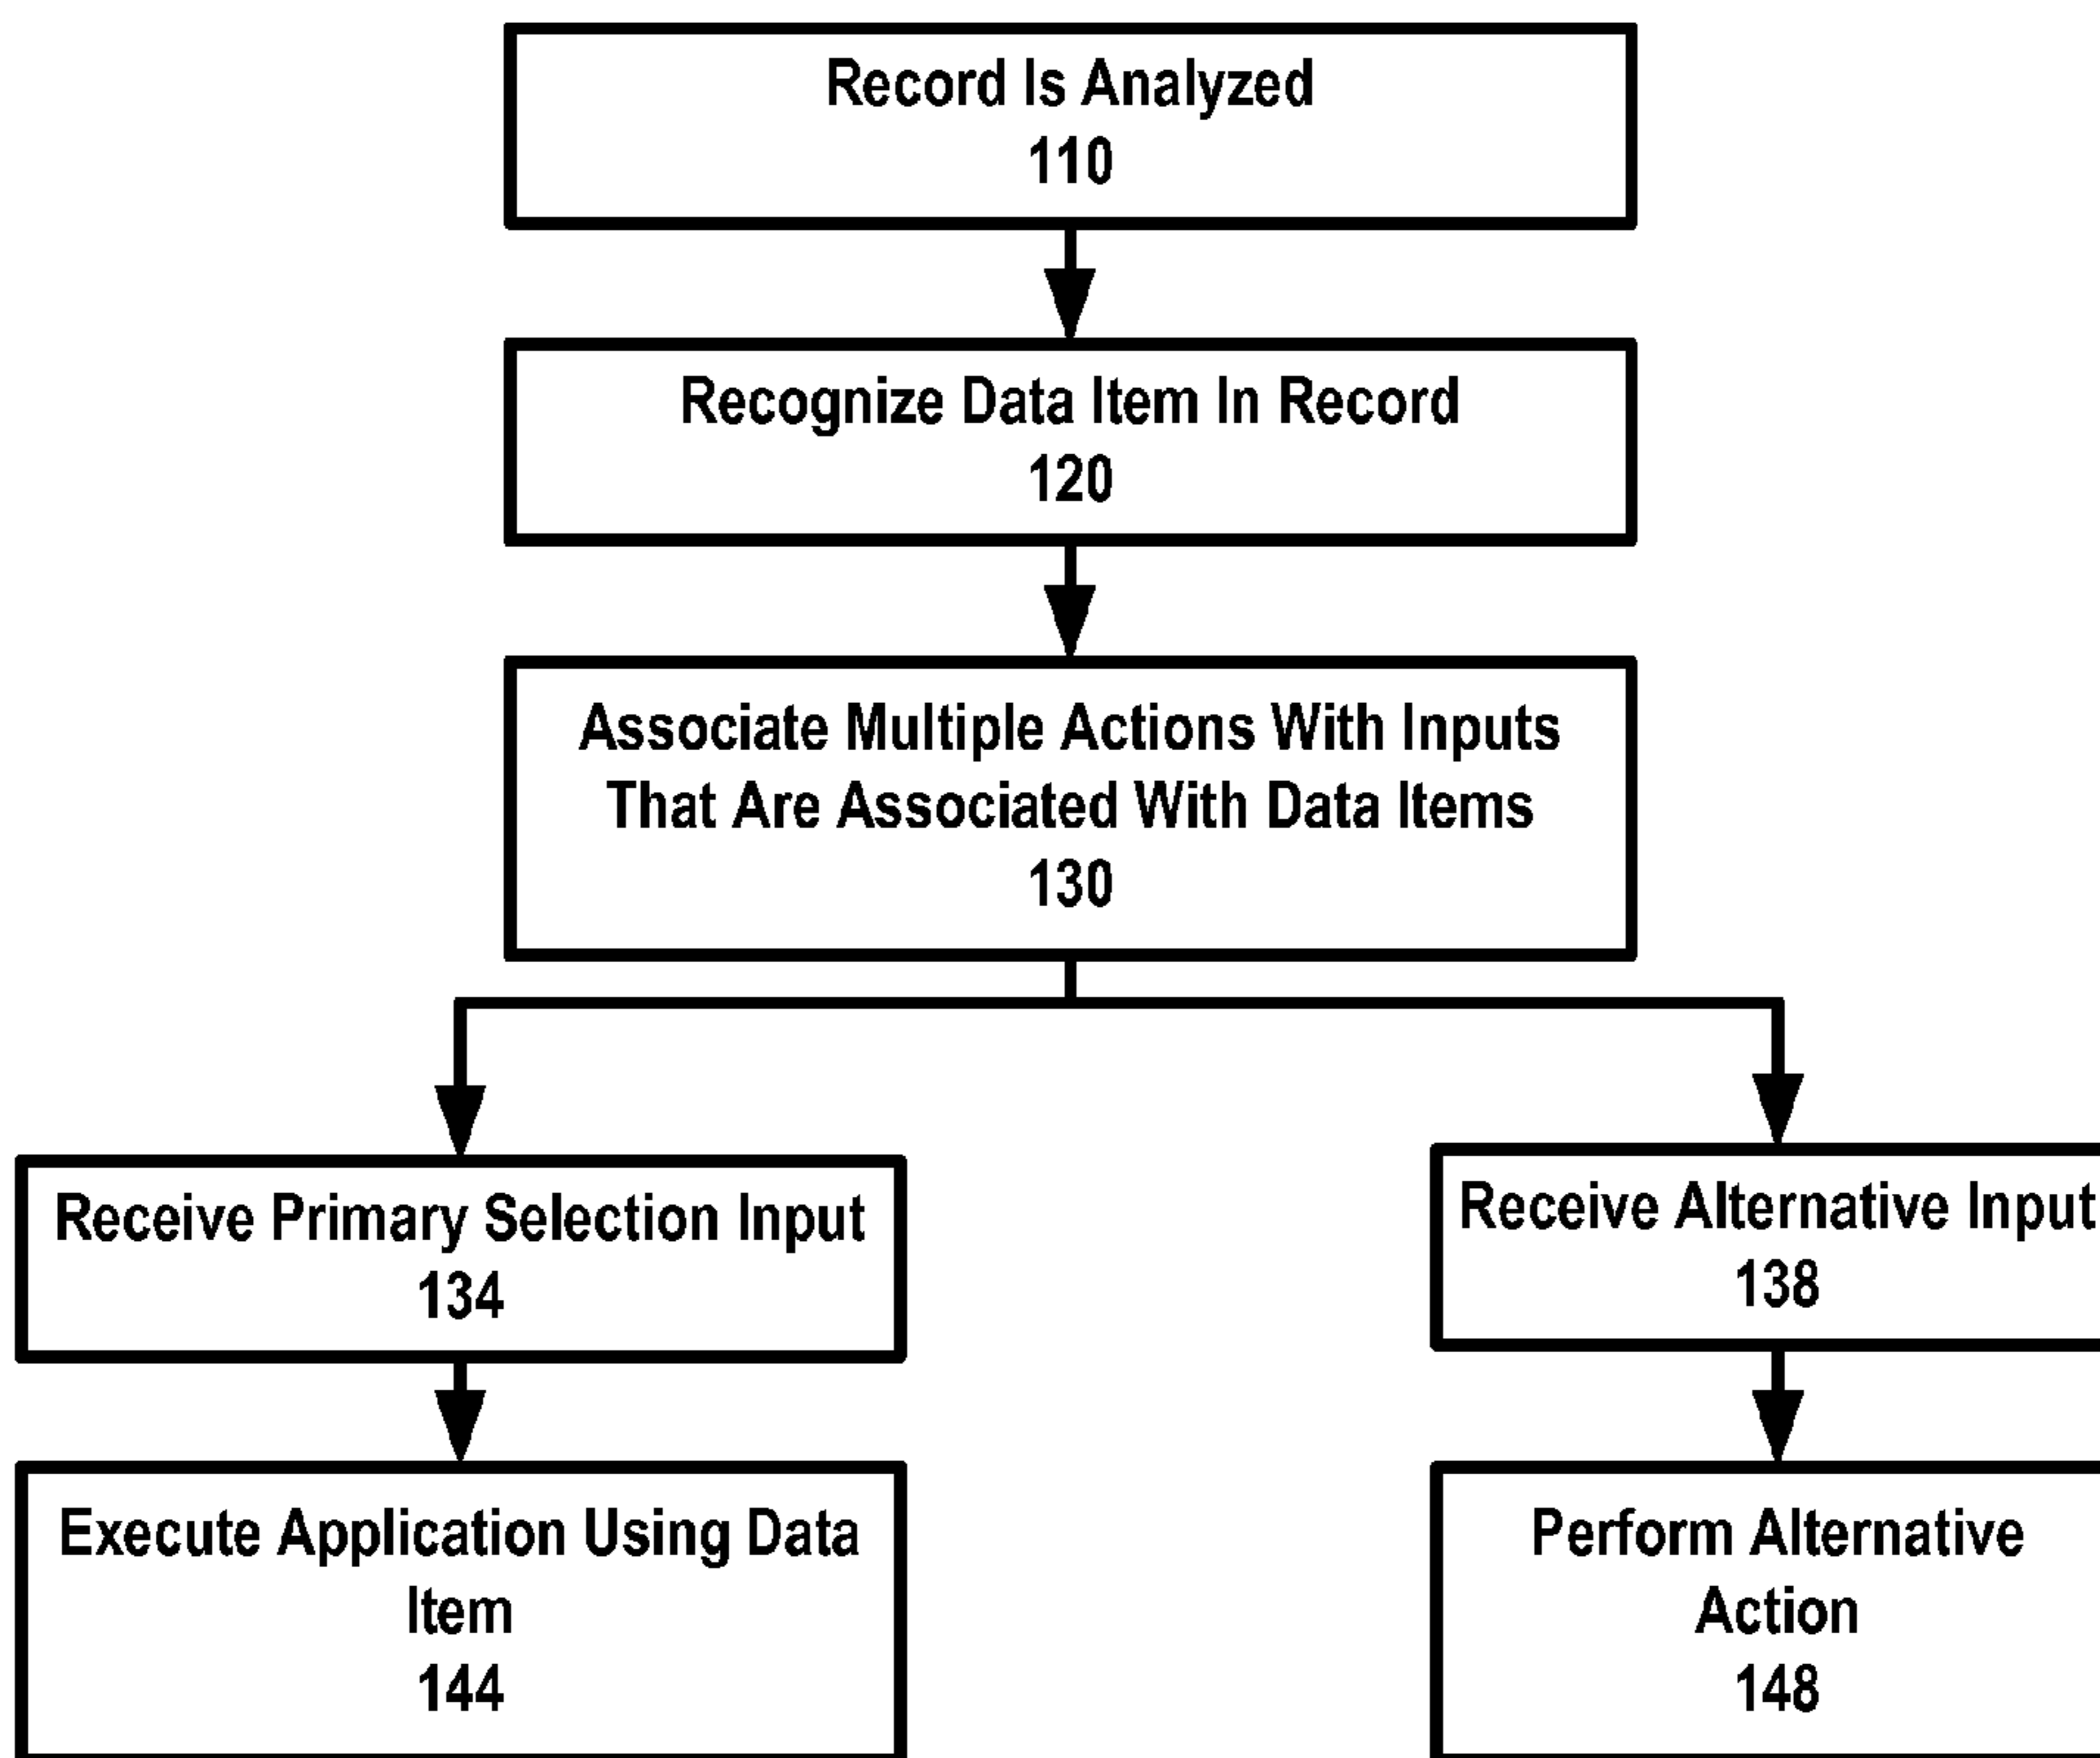 Record Is Analyzed
110
Recognize Data Item In Record
120
Associate Multiple Actions With Inputs
That Are Associated With Data Items
130
Receive Primary Selection Input
134
Receive Alternative Input
138
Execute Application Using Data
Item
144
Perform Alternative
Action
148